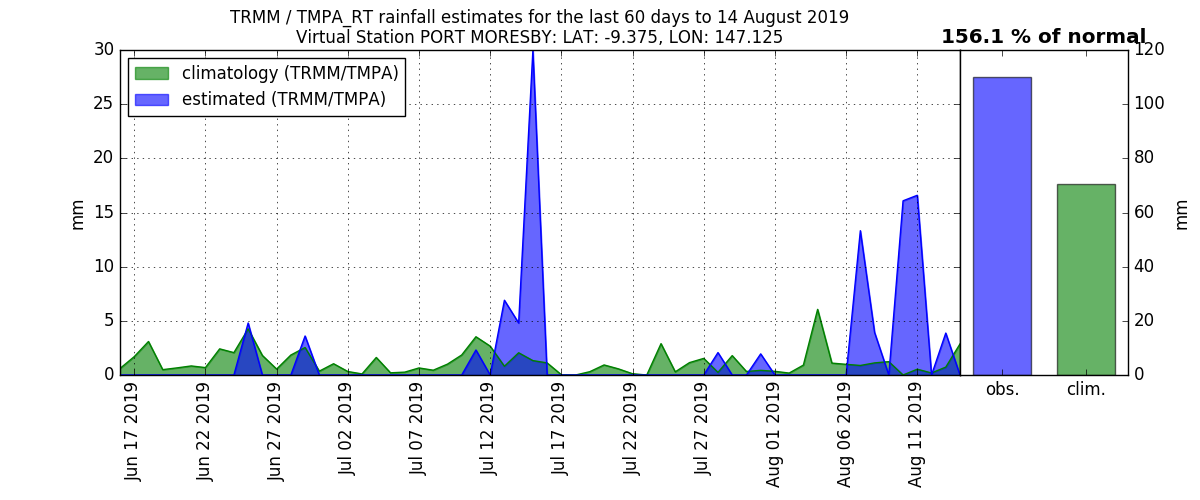 TRMM / TMPA_RT rainfall estimates for the last 60 days to 14 August 2019
Virtual Station PORT MORESBY: LAT: -9.375, LON: 147.125
156.1 % of normal
climatology (TRMM/TMPA)
estimated (TRMM/TMPA)
mm
30
25
20
15
10
5
0
Jun 17 2019
Jun 22 2019
Jun 27 2019
Jul 02 2019
Jul 07 2019
Jul 12 2019
Jul 17 2019
Jul 22 2019
Jul 27 2019
Aug 01 2019
Aug 06 2019
Aug 11 2019
obs.
clim.
120
100
80
60
40
20
0
mm